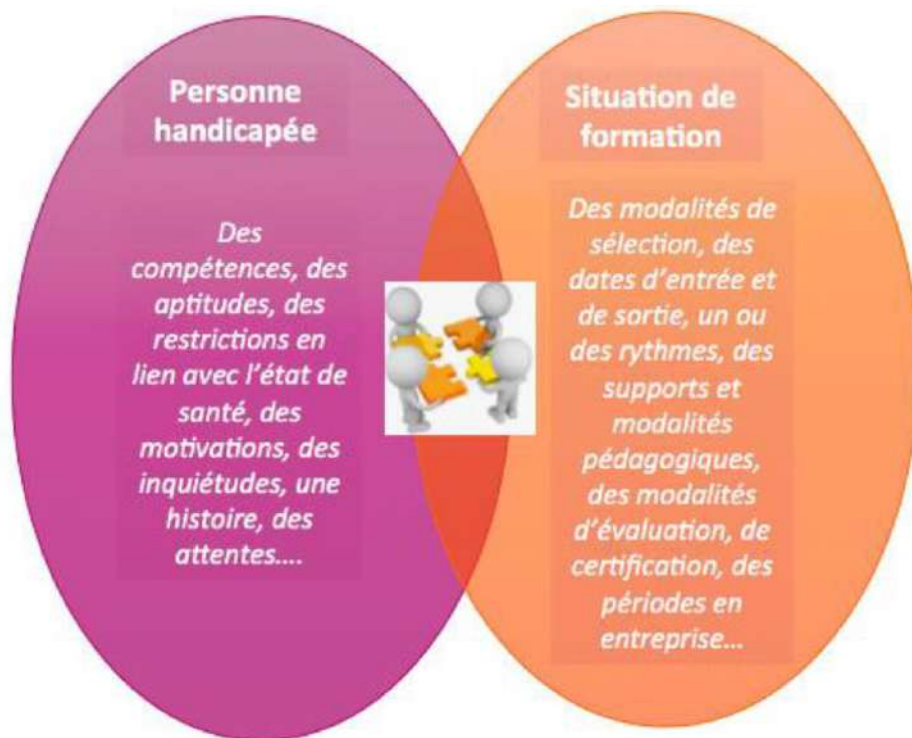 Personne
handicapée
Des
compétences, des
aptitudes, des
restrictions en
lien avec l'état de
santé, des
motivations, des
inquiétudes, une
histoire, des
attentes....
Situation de
formation
Des modalités de
sélection, des
dates d'entrée et
de sortie, un ou
des rythmes, des
supports et
modalités
pédagogiques,
des modalités
d'évaluation, de
certification, des
périodes en
entreprise...